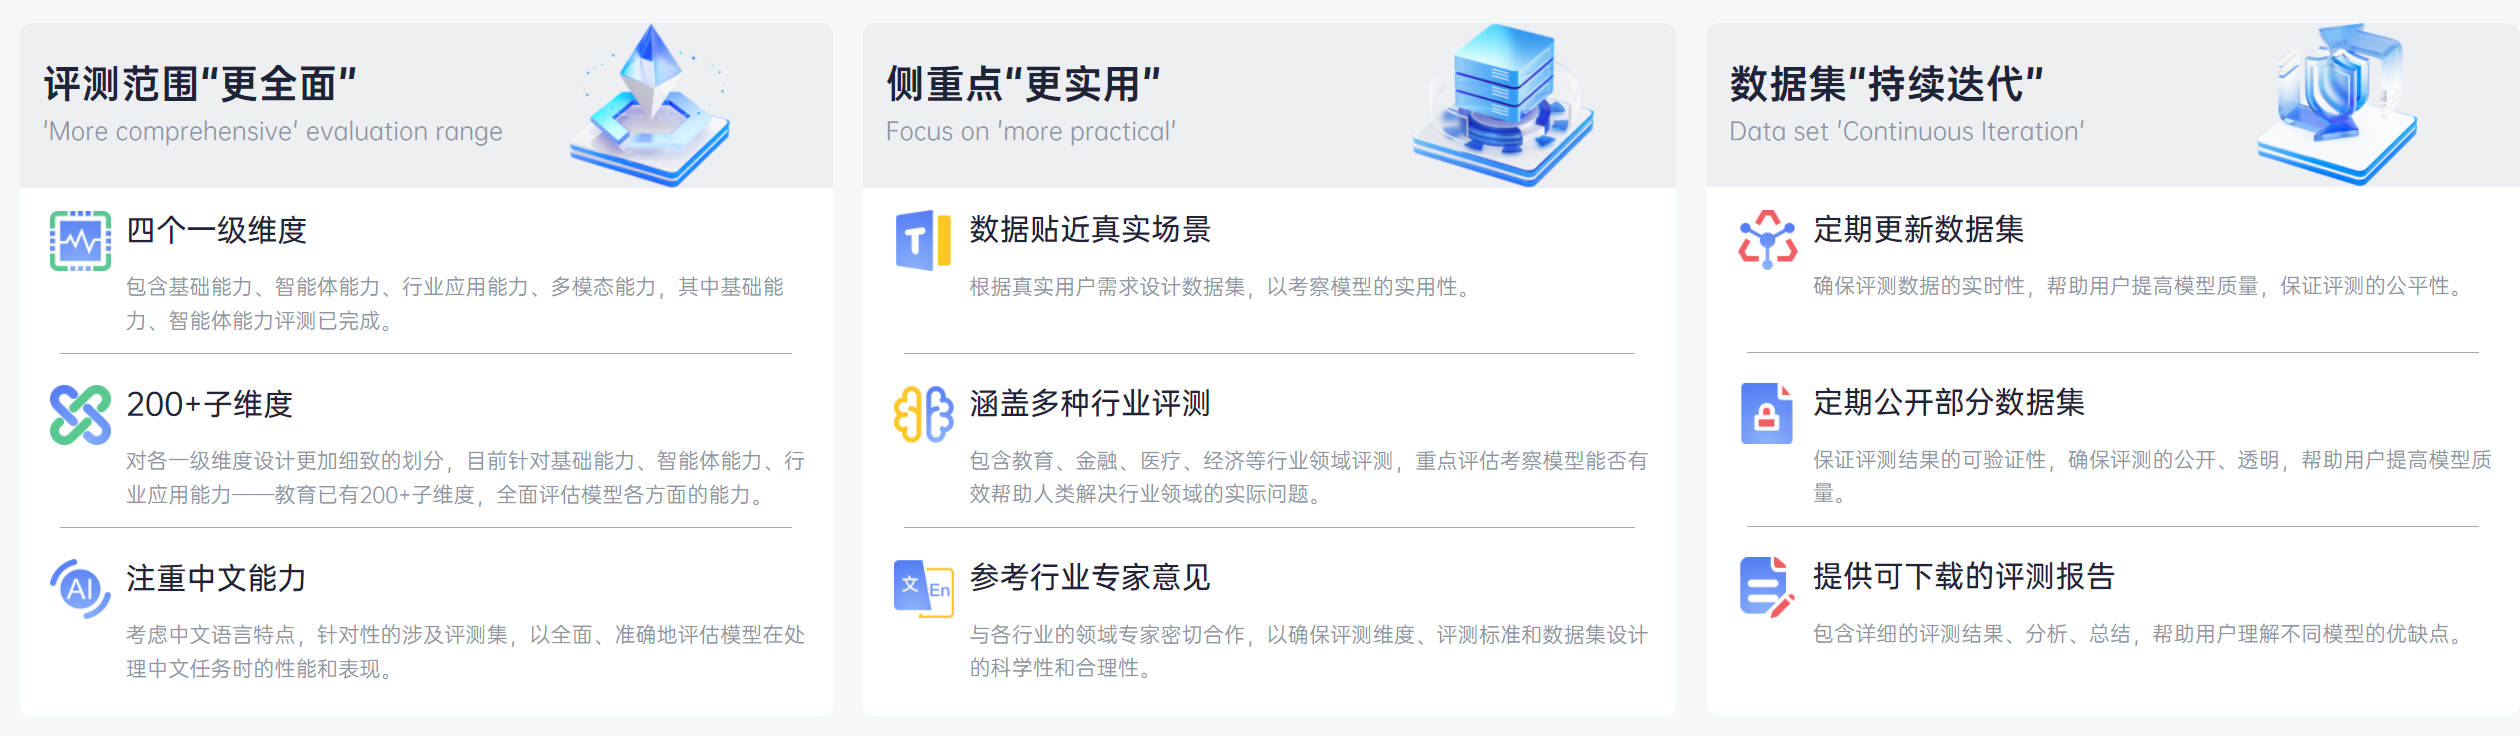 评测范围“更全面”
'More comprehensive' evaluation range
四个一级维度
包含基础能力、智能体能力、行业应用能力、多模态能力，其中基础能
力、智能体能力评测已完成。
200+子维度
对各一级维度设计更加细致的划分，目前针对基础能力、智能体能力、行
业应用能力——教育已有200+子维度，全面评估模型各方面的能力。
AI
注重中文能力
考虑中文语言特点，针对性的涉及评测集，以全面、准确地评估模型在处
理中文任务时的性能和表现。
侧重点“更实用”
Focus on 'more practical'
T
数据贴近真实场景
根据真实用户需求设计数据集，以考察模型的实用性。
涵盖多种行业评测
包含教育、金融、医疗、经济等行业领域评测，重点评估考察模型能否有
效帮助人类解决行业领域的实际问题。
文 En
参考行业专家意见
与各行业的领域专家密切合作，以确保评测维度、评测标准和数据集设计
的科学性和合理性。
数据集“持续迭代”
Data set 'Continuous Iteration'
定期更新数据集
确保评测数据的实时性，帮助用户提高模型质量，保证评测的公平性。
定期公开部分数据集
保证评测结果的可验证性，确保评测的公开、透明，帮助用户提高模型质
量。
提供可下载的评测报告
包含详细的评测结果、分析、总结，帮助用户理解不同模型的优缺点。